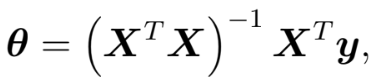 θ = (XᵀX)⁻¹ Xᵀy,